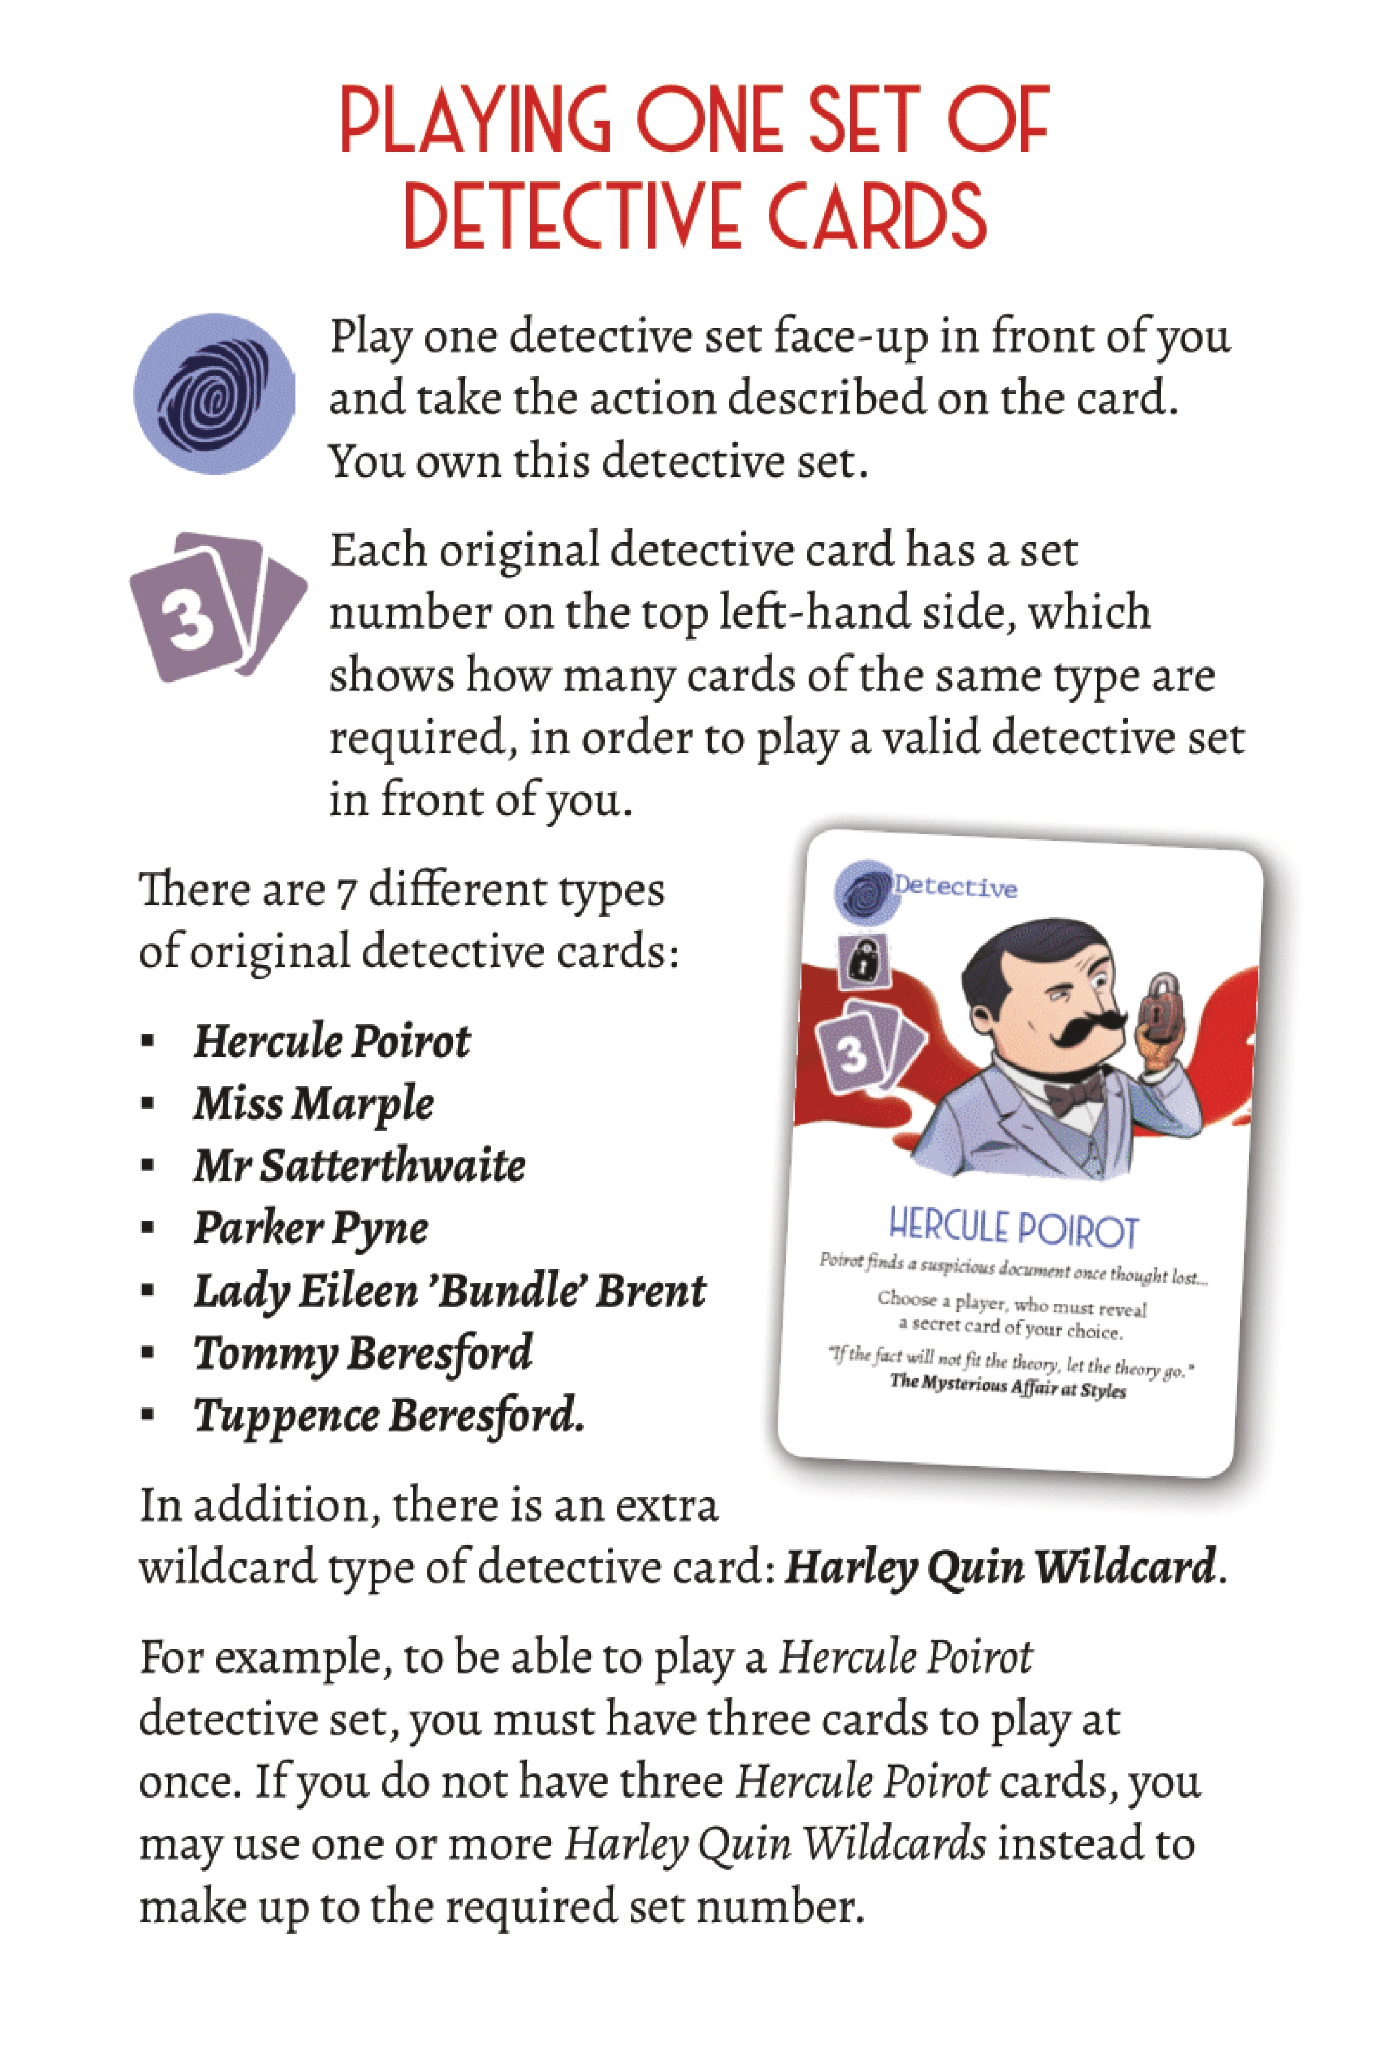 PLAYING ONE SET OF
DETECTIVE CARDS
Play one detective set face-up in front of you
and take the action described on the card.
You own this detective set.
3
Each original detective card has a set
number on the top left-hand side, which
shows how many cards of the same type are
required, in order to play a valid detective set
in front of you.
There are 7 different types
of original detective cards:
▪ Hercule Poirot
▪ Miss Marple
▪ Mr Satterthwaite
▪ Parker Pyne
▪ Lady Eileen ’Bundle’ Brent
▪ Tommy Beresford
▪ Tuppence Beresford.
Detective
3
HERCULE POIROT
Poirot finds a suspicious document once thought lost...
Choose a player, who must reveal
a secret card of your choice.
“If the fact will not fit the theory, let the theory go.”
The Mysterious Affair at Styles
In addition, there is an extra
wildcard type of detective card: Harley Quin Wildcard.
For example, to be able to play a Hercule Poirot
detective set, you must have three cards to play at
once. If you do not have three Hercule Poirot cards, you
may use one or more Harley Quin Wildcards instead to
make up to the required set number.